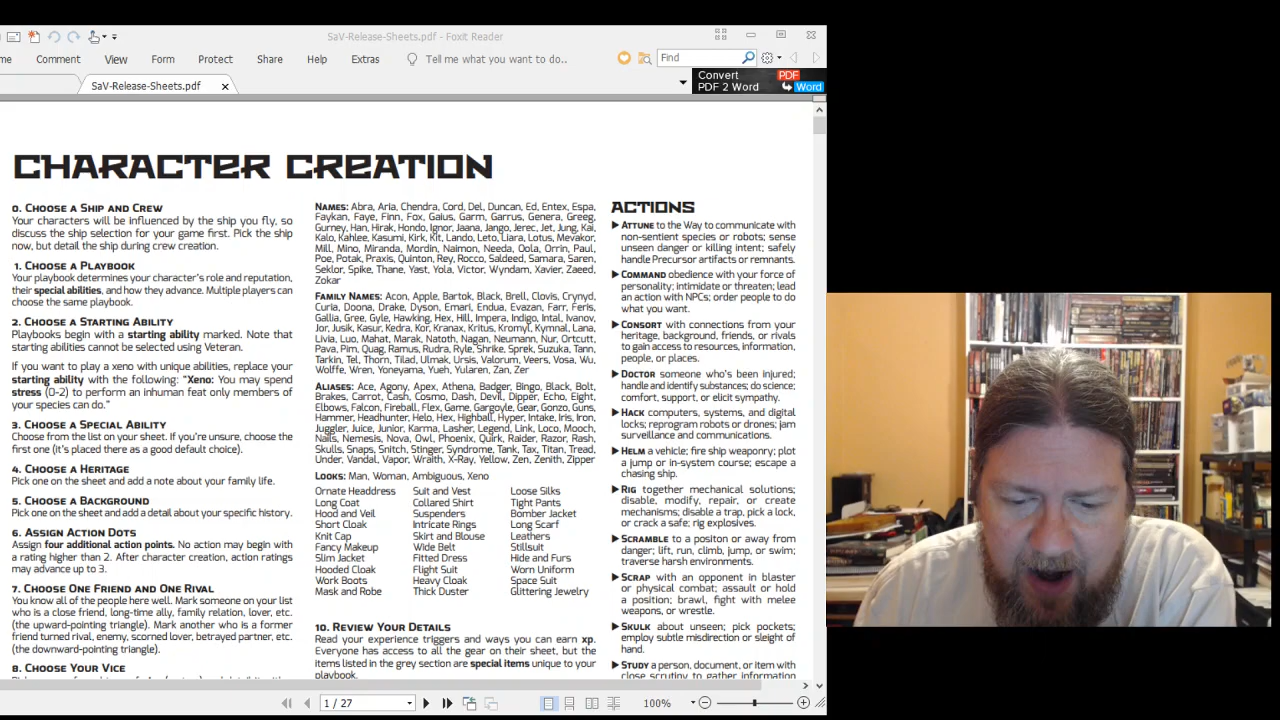 SaV-Release-Sheets.pdf - Foxit Reader
me Comment View Form Protect Share Help Extras Tell me what you want to do.. Find
SaV-Release-Sheets.pdf
Convert PDF
PDF 2 Word Word
CHARACTER CREATION
0. CHOOSE A SHIP AND CREW
Your characters will be influenced by the ship you fly, so
discuss the ship selection for your game first. Pick the ship
now, but detail the ship during crew creation.
1. CHOOSE A PLAYBOOK
Your playbook determines your character's role and reputation,
their special abilities, and how they advance. Multiple players can
choose the same playbook.
2. CHOOSE A STARTING ABILITY
Playbooks begin with a starting ability marked. Note that
starting abilities cannot be selected using Veteran.
If you want to play a xeno with unique abilities, replace your
starting ability with the following: "Xeno: You may spend
stress (0-2) to perform an inhuman feat only members of
your species can do."
3. CHOOSE A SPECIAL ABILITY
Choose from the list on your sheet. If you're unsure, choose the
first one (it's placed there as a good default choice).
4. CHOOSE A HERITAGE
Pick one on the sheet and add a note about your family life.
5. CHOOSE A BACKGROUND
Pick one on the sheet and add a detail about your specific history.
6. ASSIGN ACTION DOTS
Assign four additional action points. No action may begin with
a rating higher than 2. After character creation, action ratings
may advance up to 3.
7. CHOOSE ONE FRIEND AND ONE RIVAL
You know all of the people here well. Mark someone on your list
who is a close friend, long-time ally, family relation, lover, etc.
(the upward-pointing triangle). Mark another who is a former
friend turned rival, enemy, scorned lover, betrayed partner, etc.
(the downward-pointing triangle).
8. CHOOSE YOUR VICE
NAMES: Abra, Aria, Chendra, Cord, Del, Duncan, Ed, Entex, Espa,
Faykan, Faye, Finn, Fox, Gaius, Garm, Garrus, Genera, Greeg,
Gurney, Han, Hirak, Hondo, Ignor, Jaana, Jango, Jerec, Jet, Jung, Kai,
Kalo, Kahlee, Kasumi, Kirk, Kit, Lando, Leto, Liara, Lotus, Mevakor,
Mill, Mino, Miranda, Mordin, Naimon, Needa, Oola, Orrin, Paul,
Poe, Potak, Praxis, Quinton, Rey, Rocco, Saldeed, Samara, Saren,
Seklor, Spike, Thane, Yast, Yola, Victor, Wyndam, Xavier, Zaeed,
Zokar
FAMILY NAMES: Acon, Apple, Bartok, Black, Brell, Clovis, Crynyd,
Curla, Doona, Drake, Dyson, Emari, Endua, Evazan, Farr, Feris,
Gallia, Gree, Gyle, Hawking, Hex, Hill, Impera, Indigo, Intal, Ivanov,
Jor, Jusik, Kasur, Kedra, Kor, Kranax, Kritus, Kromyl, Kymnal, Lana,
Livia, Luo, Mahat, Marak, Natoth, Nagan, Neumann, Nur, Ortcutt,
Pava, Pim, Quag, Ramus, Rudra, Ryle, Shrike, Sprek, Suzuka, Tann,
Tarkin, Tel, Thorn, Tilad, Ulmak, Ursis, Valorum, Veers, Vosa, Wu,
Wolffe, Wren, Yoneyama, Yueh, Yularen, Zan, Zer
ALIASES: Ace, Agony, Apex, Athena, Badger, Bingo, Black, Bolt,
Brakes, Carrot, Cash, Cosmo, Dash, Devil, Dipper, Echo, Eight,
Elbows, Falcon, Fireball, Flex, Game, Gargoyle, Gear, Gonzo, Guns,
Hammer, Headhunter, Helo, Hex, Highball, Hyper, Intake, Iris, Iron,
Juggler, Juice, Junior, Karma, Lasher, Legend, Link, Loco, Mooch,
Nails, Nemesis, Nova, Owl, Phoenix, Quirk, Raider, Razor, Rash,
Skulls, Snaps, Snitch, Stinger, Syndrome, Tank, Tax, Titan, Tread,
Under, Vandal, Vapor, Wraith, X-Ray, Yellow, Zen, Zenith, Zipper
LOOKS: Man, Woman, Ambiguous, Xeno
Ornate Headdress Suit and Vest Loose Silks
Long Coat Collared Shirt Tight Pants
Hood and Veil Suspenders Bomber Jacket
Short Cloak Intricate Rings Long Scarf
Knit Cap Skirt and Blouse Leathers
Fancy Makeup Wide Belt Stillsuit
Slim Jacket Fitted Dress Hide and Furs
Hooded Cloak Flight Suit Worn Uniform
Work Boots Heavy Cloak Space Suit
Mask and Robe Thick Duster Glittering Jewelry
10. REVIEW YOUR DETAILS
Read your experience triggers and ways you can earn xp.
Everyone has access to all the gear on their sheet, but the
items listed in the grey section are special items unique to your
playbook.
ACTIONS
ATTUNE to the Way to communicate with
non-sentient species or robots; sense
unseen danger or killing intent; safely
handle Precursor artifacts or remnants.
COMMAND obedience with your force of
personality; intimidate or threaten; lead
an action with NPCs; order people to do
what you want.
CONSORT with connections from your
heritage, background, friends, or rivals
to gain access to resources, information,
people, or places.
DOCTOR someone who's been injured;
handle and identify substances; do science;
comfort, support, or elicit sympathy.
HACK computers, systems, and digital
locks; reprogram robots or drones; jam
surveillance and communications.
HELM a vehicle; fire ship weaponry; plot
a jump or in-system course; escape a
chasing ship.
RIG together mechanical solutions;
disable, modify, repair, or create
mechanisms; disable a trap, pick a lock,
or crack a safe; rig explosives.
SCRAMBLE to a positon or away from
danger; lift, run, climb, jump, or swim;
traverse harsh environments.
SCRAP with an opponent in blaster
or physical combat; assault or hold
a position; brawl, fight with melee
weapons, or wrestle.
SKULK about unseen; pick pockets;
employ subtle misdirection or sleight of
hand.
STUDY a person, document, or item with
close scrutiny to gather information
1 / 27 100%